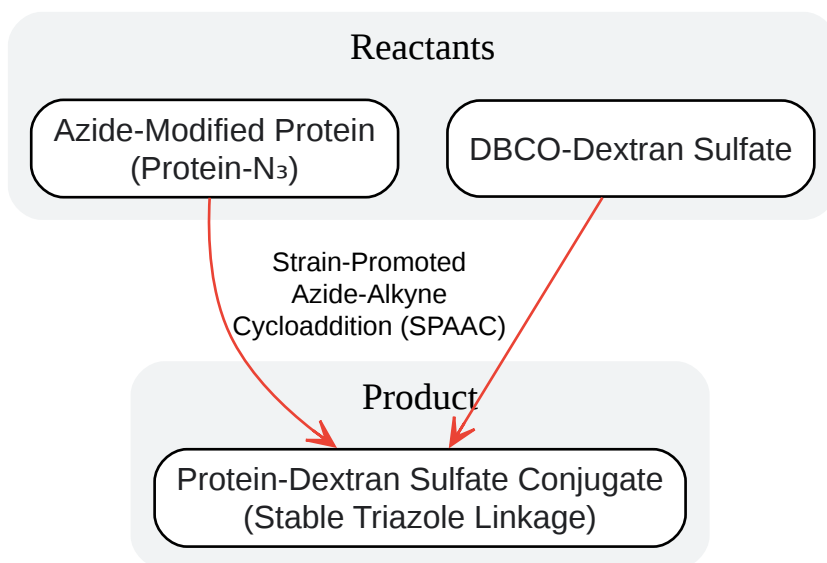 Reactants
Azide-Modified Protein
(Protein-N₃)
DBCO-Dextran Sulfate
Strain-Promoted
Azide-Alkyne
Cycloaddition (SPAAC)
Product
Protein-Dextran Sulfate Conjugate
(Stable Triazole Linkage)